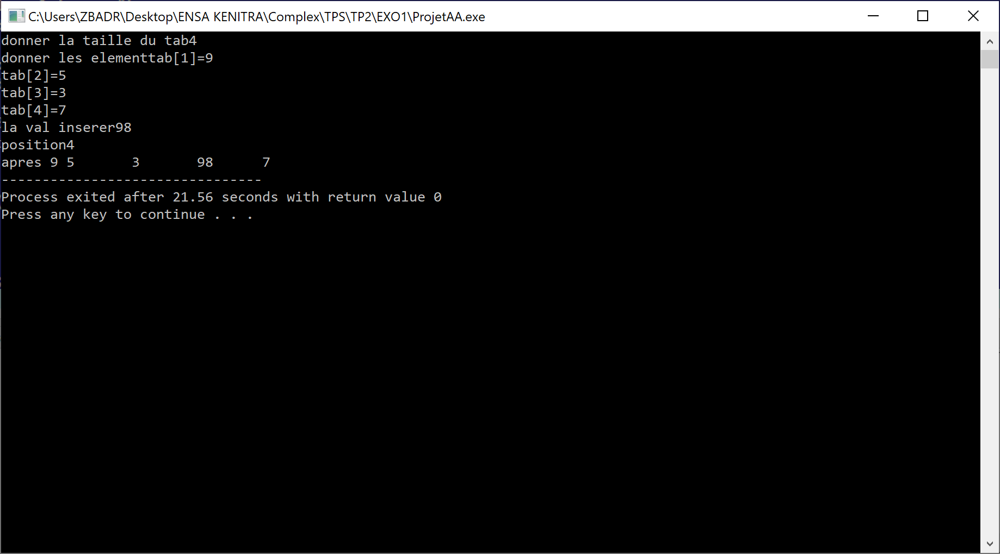 C:\Users\ZBADR\Desktop\ENSA KENITRA\Complex\TPS\TP2\EXO1\ProjetAA.exe
donner la taille du tab4
donner les elementtab[1]=9
tab[2]=5
tab[3]=3
tab[4]=7
la val inserer98
position4
apres 9 5       3       98      7
--------------------------------
Process exited after 21.56 seconds with return value 0
Press any key to continue . . .